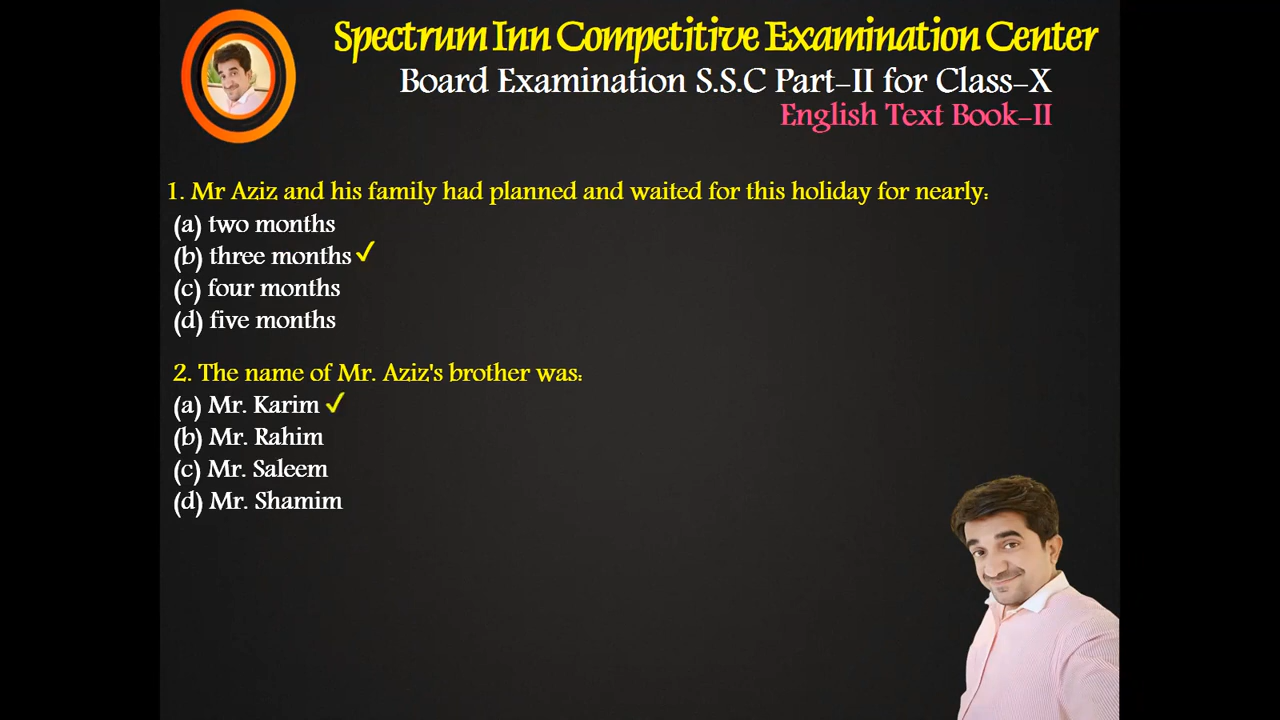 Spectrum Inn Competitive Examination Center
Board Examination S.S.C Part-II for Class-X
English Text Book-II
1. Mr Aziz and his family had planned and waited for this holiday for nearly:
(a) two months
(b) three months ✓
(c) four months
(d) five months
2. The name of Mr. Aziz's brother was:
(a) Mr. Karim ✓
(b) Mr. Rahim
(c) Mr. Saleem
(d) Mr. Shamim